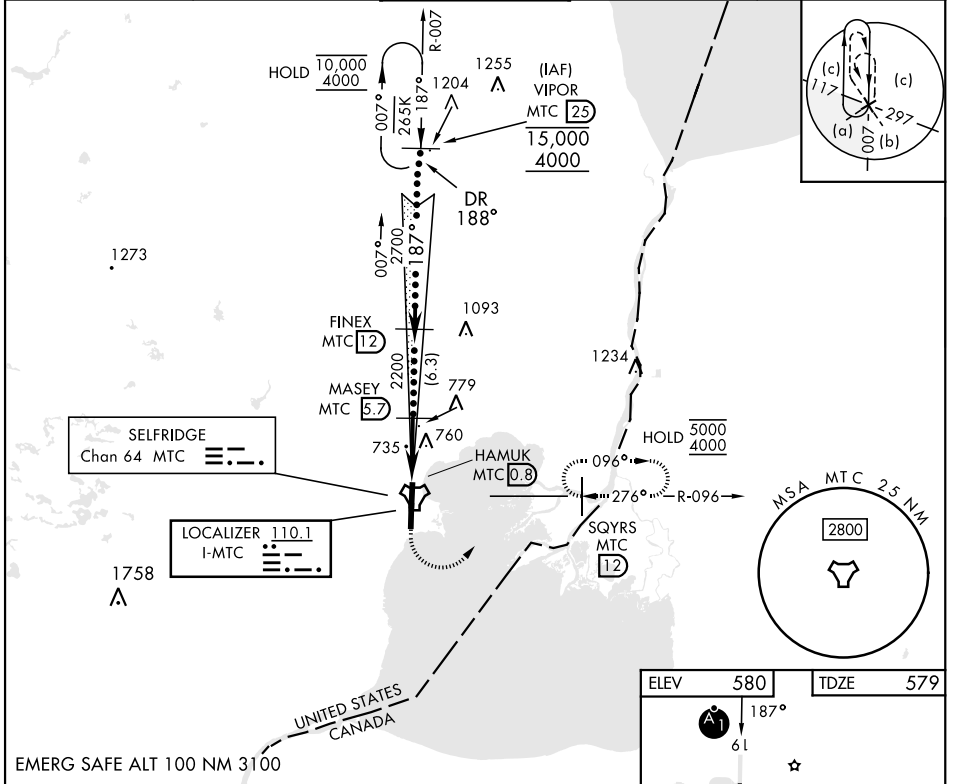 R-007
HOLD 10,000
4000
007°
265K
187°
1204
1255
(IAF)
VIPOR
MTC 25
15,000
4000
DR
188°
(c)
(c)
117
297
(a)
(b)
007
1273
007°
2700
187°
FINEX
MTC 12
1093
2200
(6.3)
1234
MASEY
MTC 5.7
779
735
760
SELFRIDGE
Chan 64 MTC
HAMUK
MTC 0.8
HOLD 5000
4000
096°
276°
R-096
SQYRS
MTC
12
LOCALIZER 110.1
I-MTC
1758
MSA MTC 25 NM
2800
UNITED STATES
CANADA
ELEV 580
TDZE 579
A1
187°
19
EMERG SAFE ALT 100 NM 3100